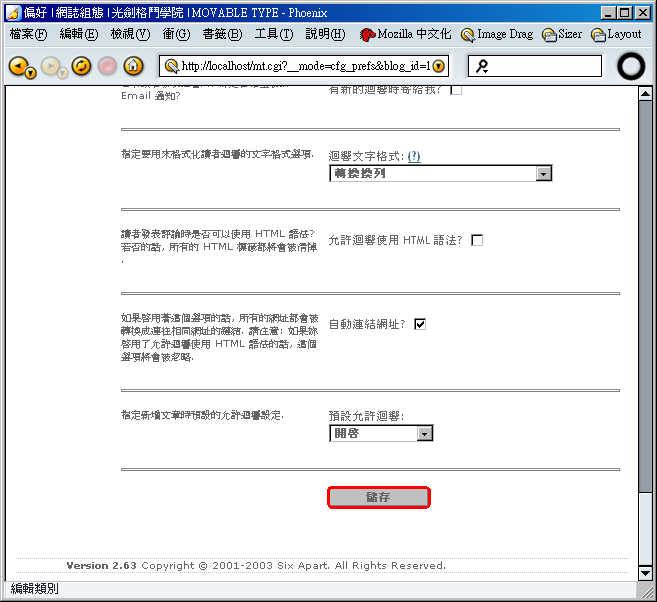 偏好 | 網誌組態 | 光劍格鬥學院 | MOVABLE TYPE - Phoenix
檔案(F) 編輯(E) 檢視(V) 衝(G) 書籤(B) 工具(T) 說明(H) Mozilla 中文化 Image Drag Sizer Layout
http://localhost/mt.cgi?__mode=cfg_prefs&blog_id=1
Email 通知?
有新的迴響時寄給我?
指定要用來格式化讀者迴響的文字格式選項.
迴響文字格式: (?)
轉換換列
讀者發表評論時是否可以使用 HTML 語法?
若否的話, 所有的 HTML 標籤都將會被清掉
.
允許迴響使用 HTML 語法?
如果啓用著這個選項的話, 所有的網址都會被
轉換成連往相同網址的鏈結. 請注意: 如果妳
啓用了允許迴響使用 HTML 語法的話, 這個
選項將會被忽略.
自動連結網址?
指定新增文章時預設的允許迴響設定.
預設允許迴響:
開啓
儲存
Version 2.63 Copyright © 2001-2003 Six Apart. All Rights Reserved.
編輯類別